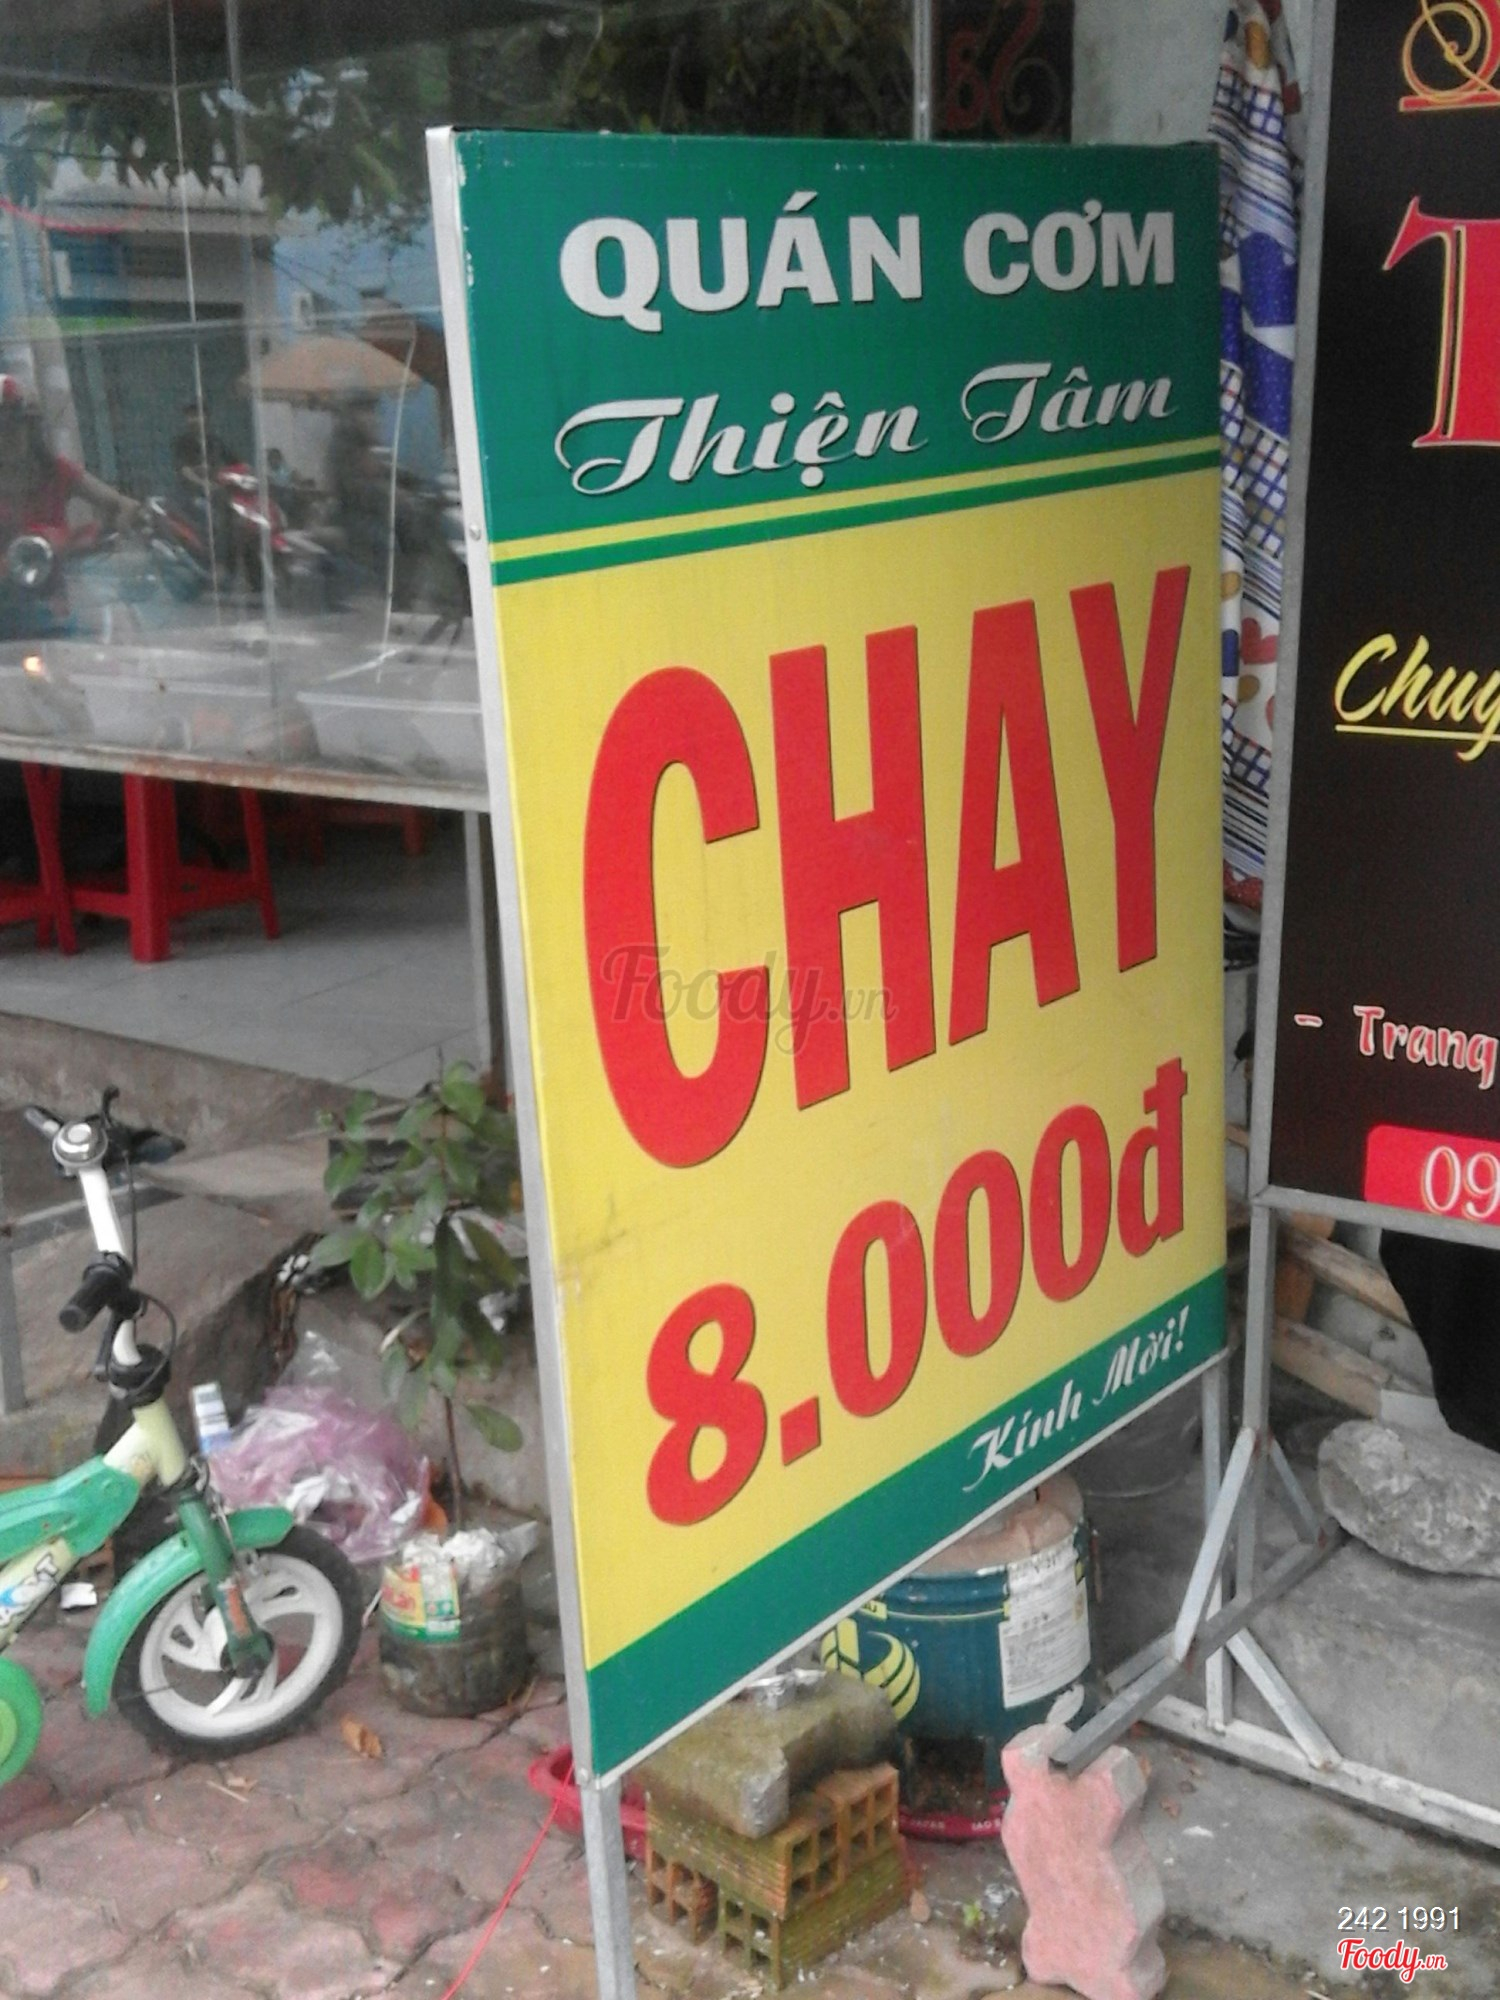 QUÁN CƠM
Thiện Tâm
CHAY
8.000đ
Kính Mời!
Chuy
- Trang
09
Foody.vn
242 1991
Foody.vn